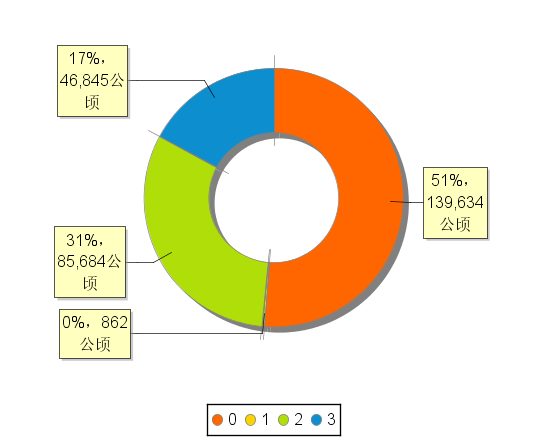 17%，
46,845公
顷
51%，
139,634
公顷
31%，
85,684公
顷
0%，862
公顷
0 1 2 3